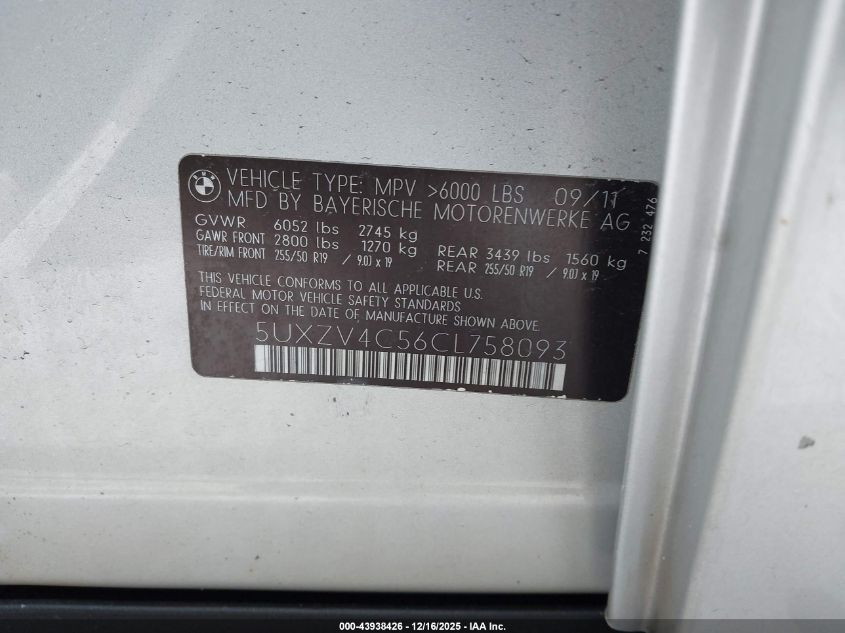 BMW
VEHICLE TYPE: MPV >6000 LBS 09/11
MFD BY BAYERISCHE MOTORENWERKE AG
GVWR 6052 lbs 2745 kg
GAWR FRONT 2800 lbs 1270 kg REAR 3439 lbs 1560 kg
TIRE/RIM FRONT 255/50 R19 / 9.0J x 19 REAR 255/50 R19 / 9.0J x 19
THIS VEHICLE CONFORMS TO ALL APPLICABLE U.S.
FEDERAL MOTOR VEHICLE SAFETY STANDARDS
IN EFFECT ON THE DATE OF MANUFACTURE SHOWN ABOVE.
5UXZV4C56CL758093
7 232 476
000-43938426 - 12/16/2025 - IAA Inc.